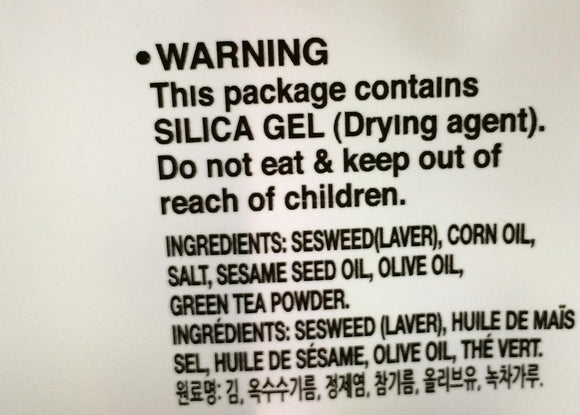 • WARNING
This package contains
SILICA GEL (Drying agent).
Do not eat & keep out of
reach of children.
INGREDIENTS: SESWEED(LAVER), CORN OIL,
SALT, SESAME SEED OIL, OLIVE OIL,
GREEN TEA POWDER.
INGRÉDIENTS: SESWEED (LAVER), HUILE DE MAÏS
SEL, HUILE DE SÉSAME, OLIVE OIL, THÉ VERT.
원료명: 김, 옥수수기름, 정제염, 참기름, 올리브유, 녹차가루.